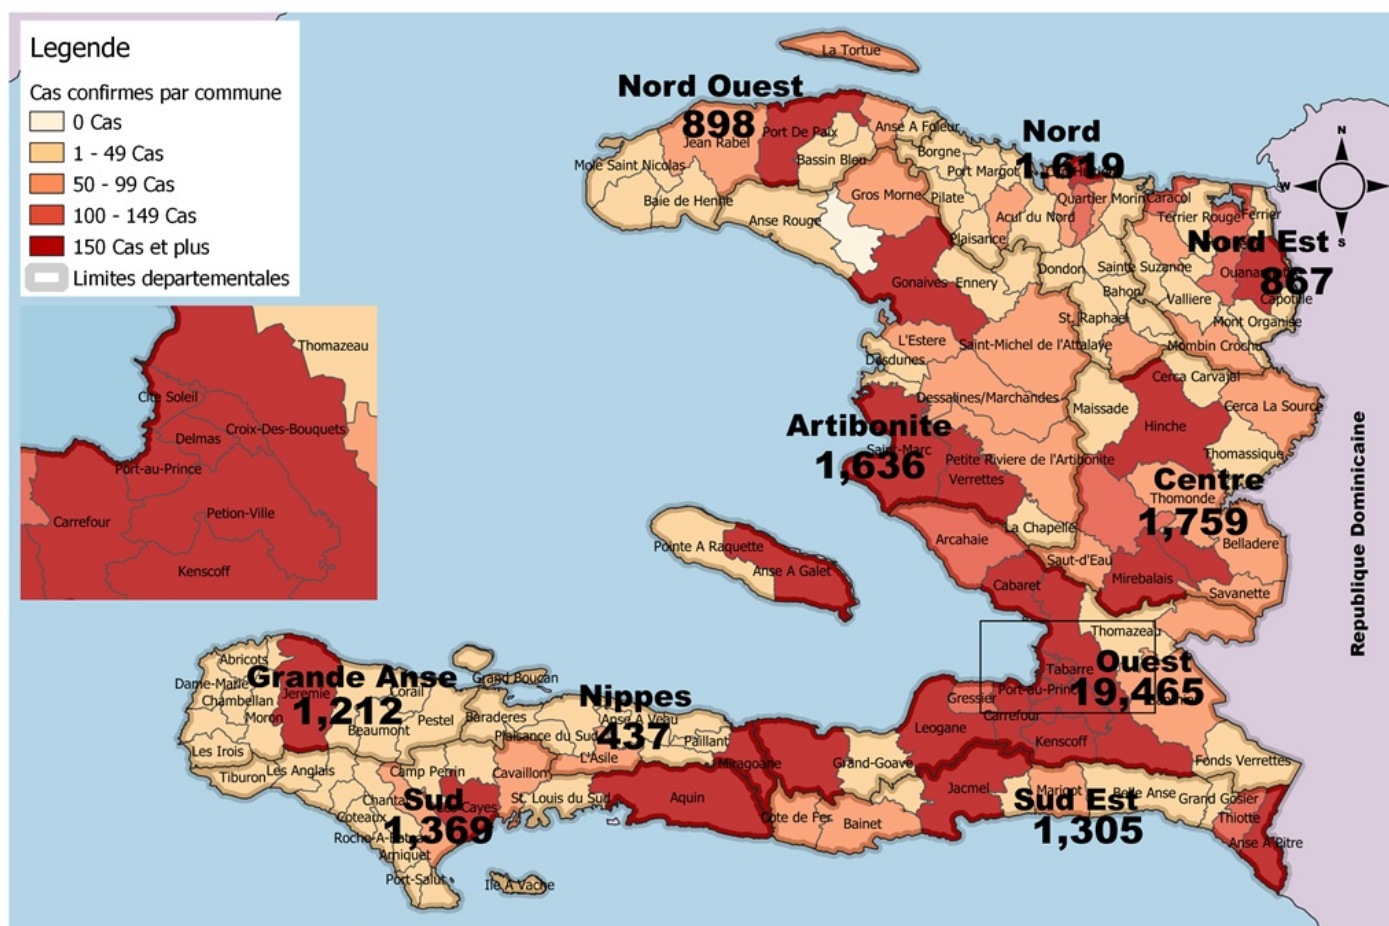 Legende
Cas confirmes par commune
0 Cas
1 - 49 Cas
50 - 99 Cas
100 - 149 Cas
150 Cas et plus
Limites departementales
Thomazeau
Cite Soleil
Delmas
Croix-Des-Bouquets
Port-au-Prince
Petion-Ville
Carrefour
Kenscoff
La Tortue
Nord Ouest
898
Port De Paix
Jean Rabel
Anse A Foleur
Mole Saint Nicolas
Bassin Bleu
Baie de Henne
Anse Rouge
Nord
1.619
Borgne
Port Margot
Gros Morne
Pilate
Quartier Morin
Caracol
Acul du Nord
Terrier Rouge
Ferrier
Plaisance
Nord Est
867
Gonaives
Ennery
Dondon
Sainte Suzanne
Bahon
Valliere
Capotille
St. Raphael
Mont Organise
L'Estere
Saint-Michel de l'Attalaye
Mombin Crochu
Desdunes
Cerca Carvajal
Dessalines/Marchandes
Maissade
Cerca La Source
Artibonite
1,636
Hinche
Saint-Marc
Thomassique
Petite Riviere de l'Artibonite
Verrettes
Centre
1,759
Thomonde
La Chapelle
Arcahaie
Belladere
Saut-d'Eau
Pointe A Raquette
Anse A Galet
Mirebalais
Cabaret
Savanette
Thomazeau
Ouest
19,465
Tabarre
Port-au-Prince
Gressier
Carrefour
Leogane
Kenscoff
Fonds Verrettes
Grande Anse
1,212
Abricots
Dame-Marie
Chambellan
Jeremie
Corail
Moron
Pestel
Beaumont
Les Irois
Nippes
437
Grand Boucan
Baraderes
Anse A Veau
Plaisance du Sud
Paillant
L'Asile
Miragoane
Grand-Goave
Sud
1,369
Tiburon
Les Anglais
Camp Perrin
Cavaillon
St. Louis du Sud
Aquin
Coteaux
Arniquet
Port-Salut
Ile A Vache
Sud Est
1,305
Cote de Fer
Bainet
Jacmel
Marigot
Belle Anse
Grand Gosier
Thiotte
Anse A Pitre
N
W
S
Republique Dominicaine